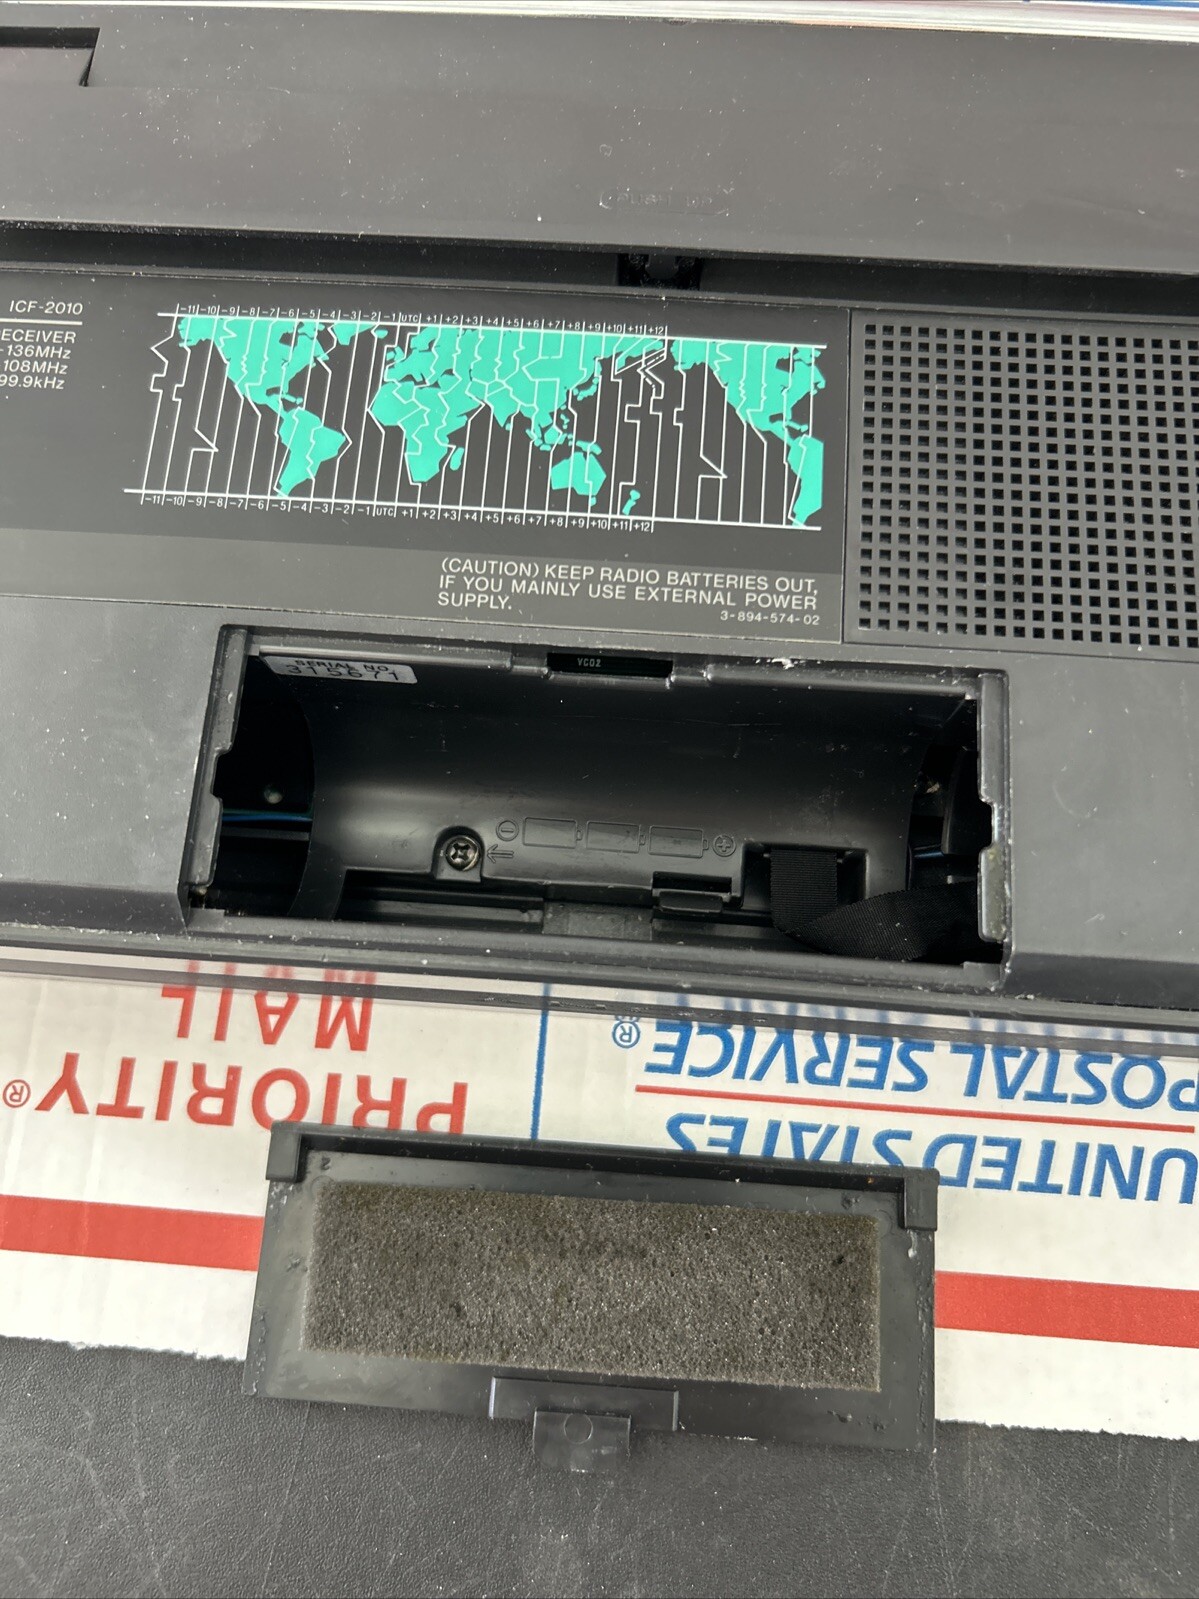 ICF-2010
ECEIVER
-136MHz
108MHz
99.9kHz
-11 -10 -9 -8 -7 -6 -5 -4 -3 -2 -1 UTC +1 +2 +3 +4 +5 +6 +7 +8 +9 +10 +11 +12
-11 -10 -9 -8 -7 -6 -5 -4 -3 -2 -1 UTC +1 +2 +3 +4 +5 +6 +7 +8 +9 +10 +11 +12
(CAUTION) KEEP RADIO BATTERIES OUT,
IF YOU MAINLY USE EXTERNAL POWER
SUPPLY.
3-894-574-02
VC02
SERIAL NO.
315671
PRIORITY®
MAIL
UNITED STATES
POSTAL SERVICE®
2